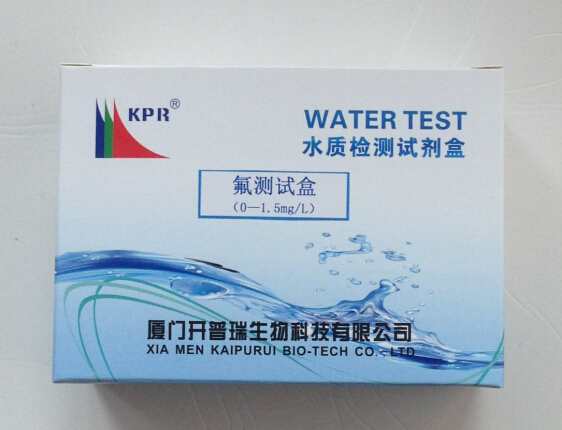 KPR®
WATER TEST
水质检测试剂盒
氟测试盒
(0—1.5mg/L)
厦门开普瑞生物科技有限公司
XIA MEN KAIPURUI BIO-TECH CO.,LTD